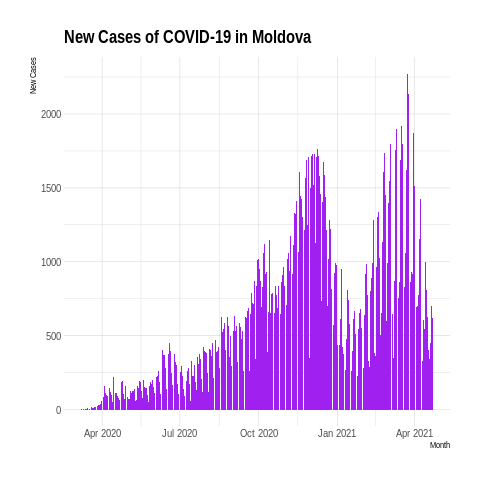 New Cases of COVID-19 in Moldova
New Cases
2000
1500
1000
500
0
Apr 2020 Jul 2020 Oct 2020 Jan 2021 Apr 2021
Month